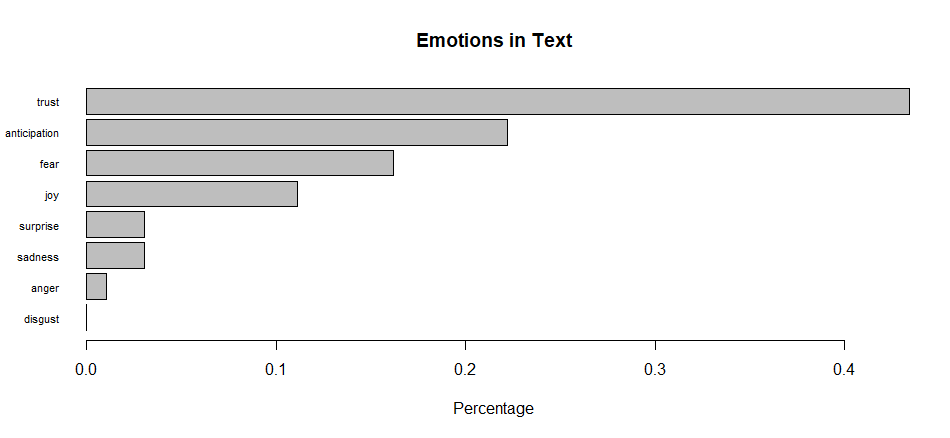 Emotions in Text
trust
anticipation
fear
joy
surprise
sadness
anger
disgust
0.0 0.1 0.2 0.3 0.4
Percentage